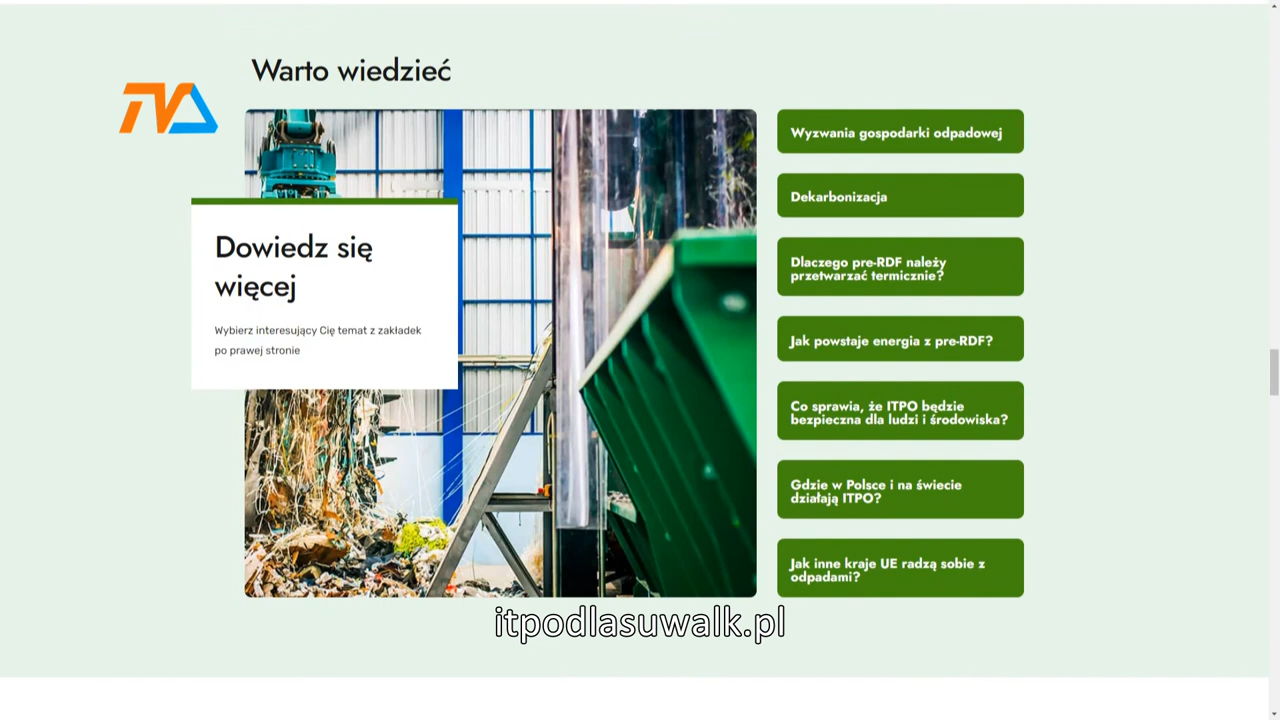 Warto wiedzieć
TVS
Dowiedz się
więcej
Wybierz interesujący Cię temat z zakładek
po prawej stronie
Wyzwania gospodarki odpadowej
Dekarbonizacja
Dlaczego pre-RDF należy
przetwarzać termicznie?
Jak powstaje energia z pre-RDF?
Co sprawia, że ITPO będzie
bezpieczna dla ludzi i środowiska?
Gdzie w Polsce i na świecie
działają ITPO?
Jak inne kraje UE radzą sobie z
odpadami?
itpodlasuwalk.pl